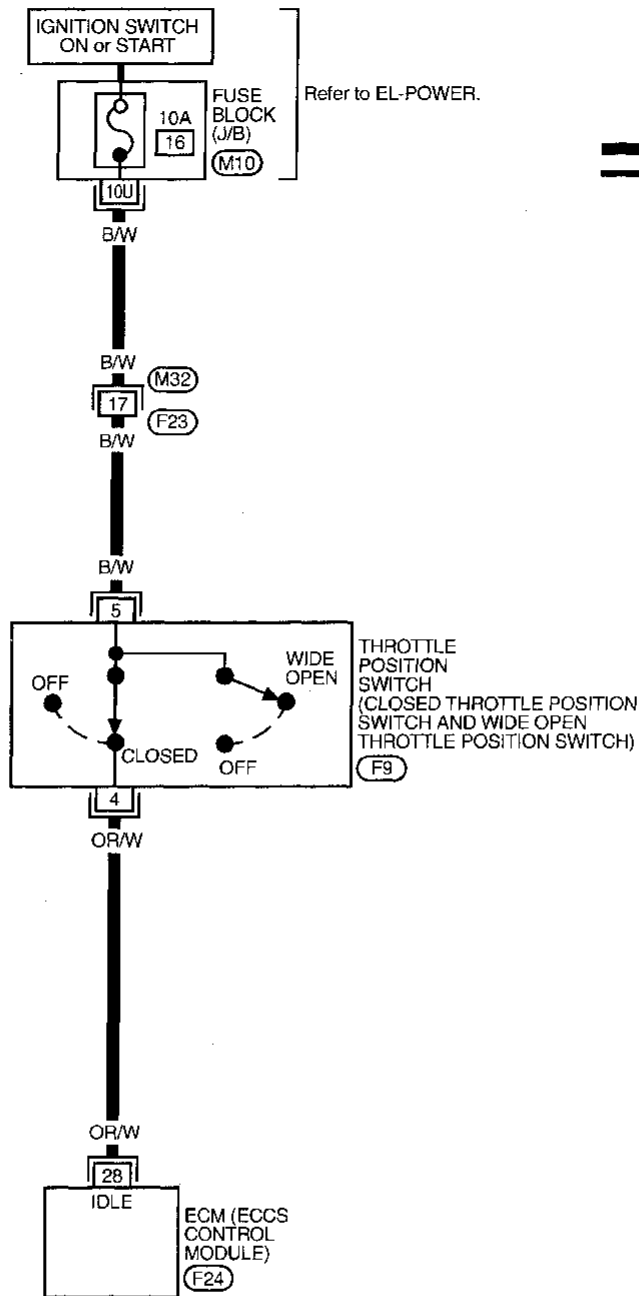 IGNITION SWITCH
ON or START
Refer to EL-POWER.
FUSE
BLOCK
(J/B)
10A
16
M10
10U
B/W
B/W
M32
17
F23
B/W
B/W
5
OFF
WIDE
OPEN
CLOSED
OFF
THROTTLE
POSITION
SWITCH
(CLOSED THROTTLE POSITION
SWITCH AND WIDE OPEN
THROTTLE POSITION SWITCH)
F9
4
OR/W
OR/W
28
IDLE
ECM (ECCS
CONTROL
MODULE)
F24